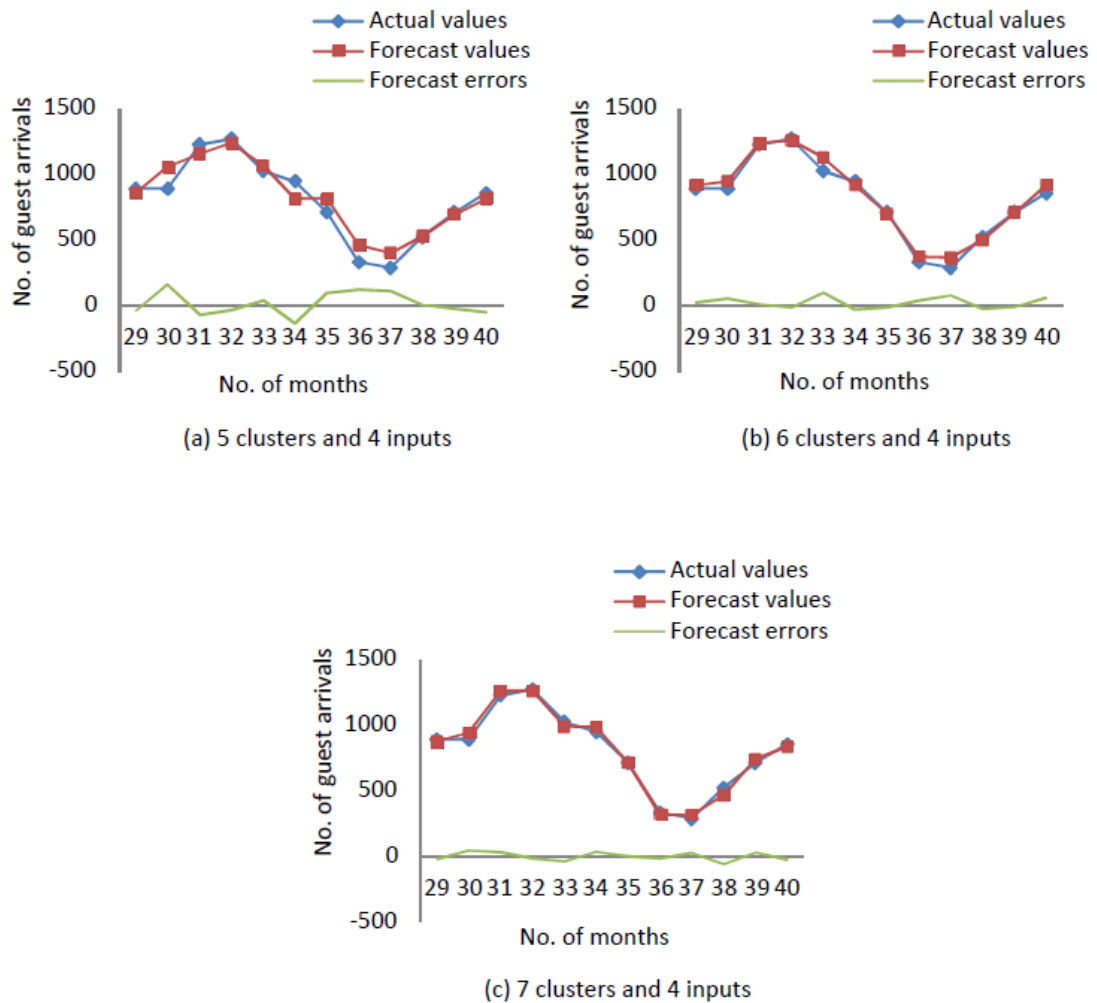 Actual values
Forecast values
Forecast errors
No. of guest arrivals
1500
1000
500
0
-500
29 30 31 32 33 34 35 36 37 38 39 40
No. of months
(a) 5 clusters and 4 inputs
Actual values
Forecast values
Forecast errors
No. of guest arrivals
1500
1000
500
0
-500
29 30 31 32 33 34 35 36 37 38 39 40
No. of months
(b) 6 clusters and 4 inputs
Actual values
Forecast values
Forecast errors
No. of guest arrivals
1500
1000
500
0
-500
29 30 31 32 33 34 35 36 37 38 39 40
No. of months
(c) 7 clusters and 4 inputs